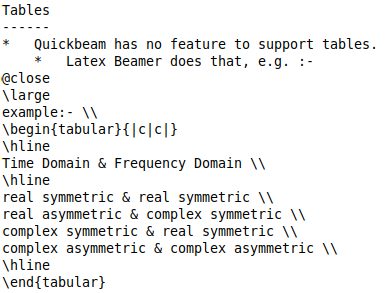 Tables
------
*   Quickbeam has no feature to support tables.
    *   Latex Beamer does that, e.g. :-
@close
\large
example:- \\
\begin{tabular}{|c|c|}
\hline
Time Domain & Frequency Domain \\
\hline
real symmetric & real symmetric \\
real asymmetric & complex symmetric \\
complex symmetric & real symmetric \\
complex asymmetric & complex asymmetric \\
\hline
\end{tabular}